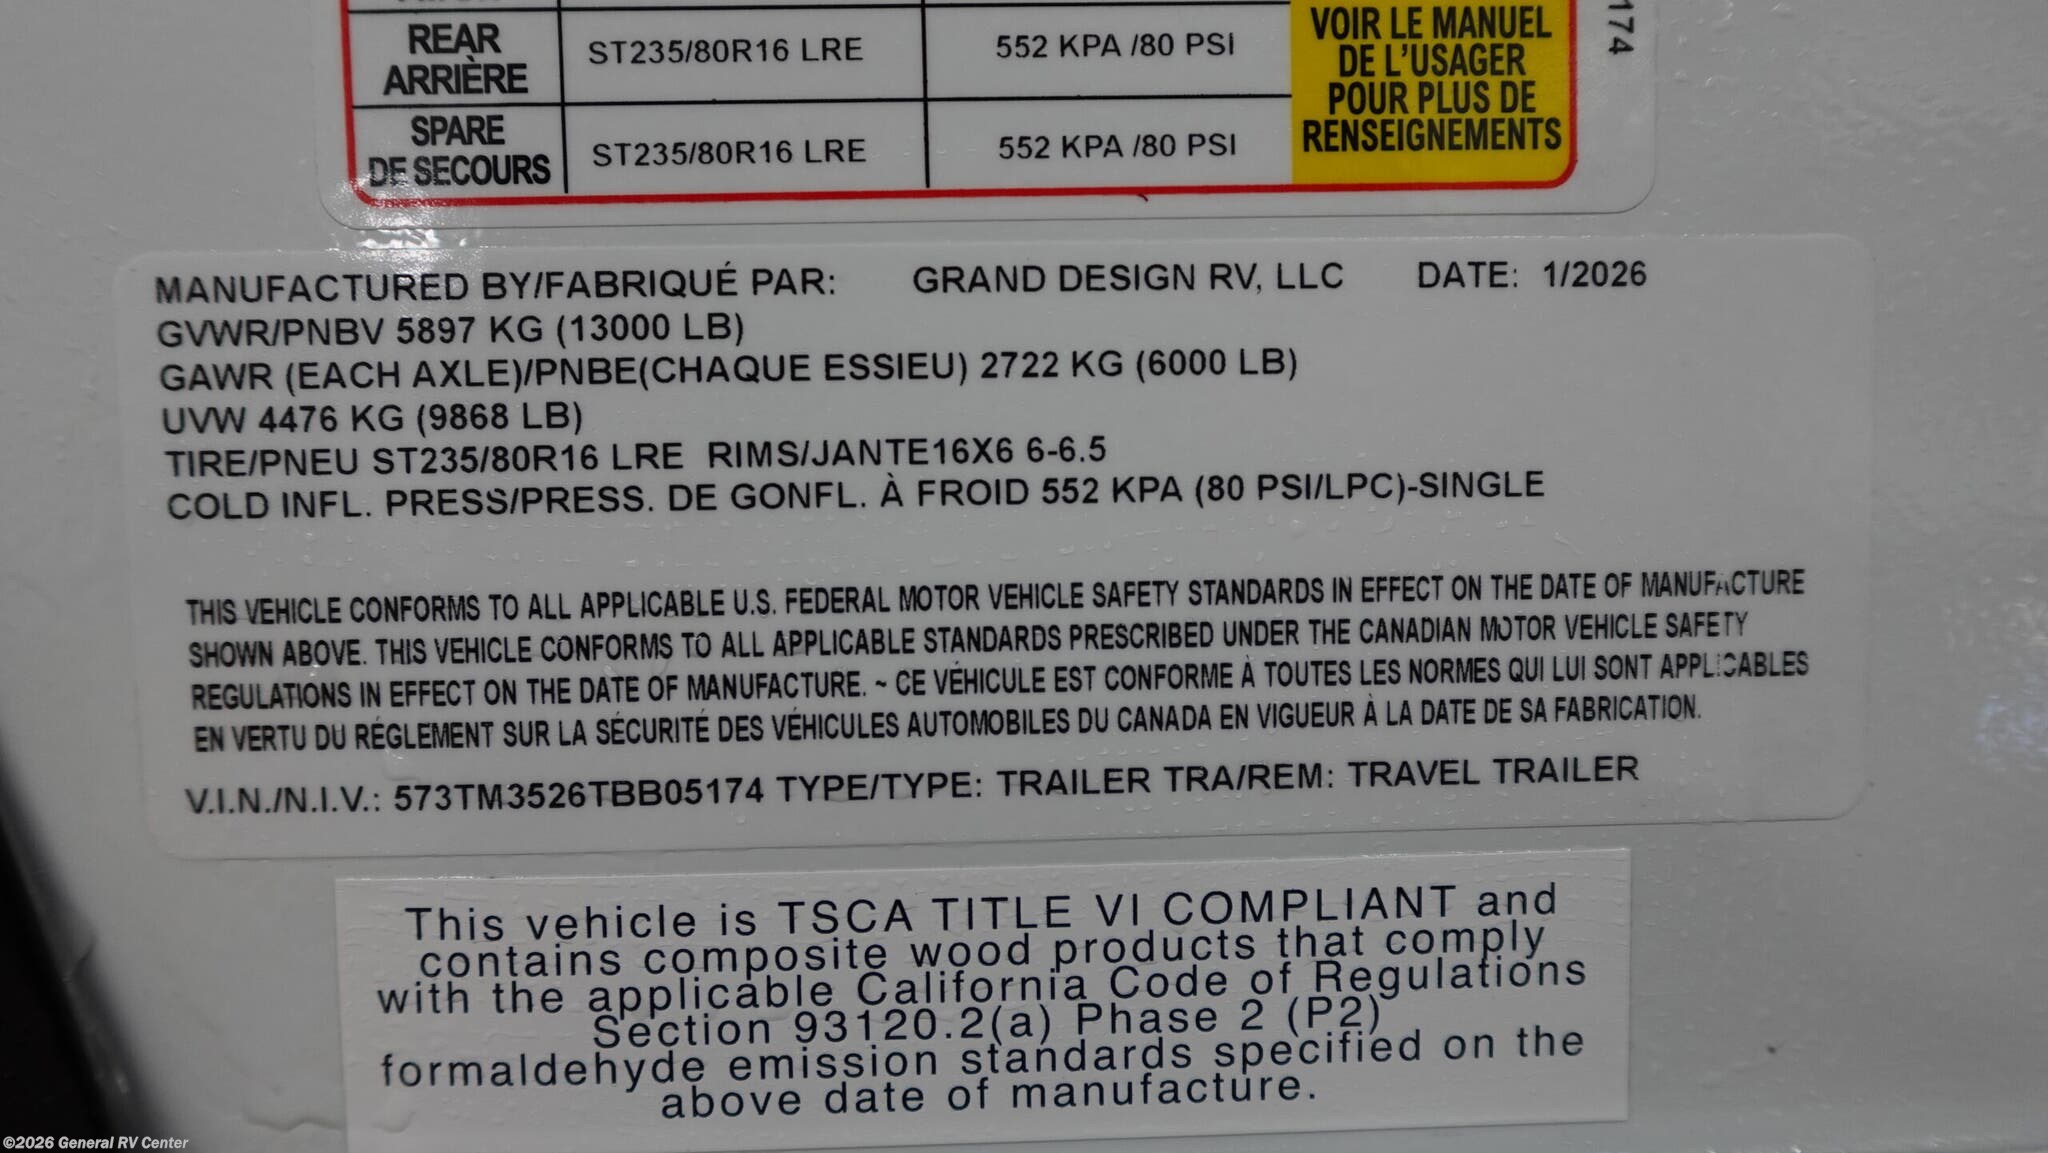 REAR
ARRIÈRE
ST235/80R16 LRE
552 KPA /80 PSI
SPARE
DE SECOURS
ST235/80R16 LRE
552 KPA /80 PSI
VOIR LE MANUEL
DE L'USAGER
POUR PLUS DE
RENSEIGNEMENTS
174
MANUFACTURED BY/FABRIQUÉ PAR: GRAND DESIGN RV, LLC DATE: 1/2026
GVWR/PNBV 5897 KG (13000 LB)
GAWR (EACH AXLE)/PNBE(CHAQUE ESSIEU) 2722 KG (6000 LB)
UVW 4476 KG (9868 LB)
TIRE/PNEU ST235/80R16 LRE RIMS/JANTE16X6 6-6.5
COLD INFL. PRESS/PRESS. DE GONFL. À FROID 552 KPA (80 PSI/LPC)-SINGLE
THIS VEHICLE CONFORMS TO ALL APPLICABLE U.S. FEDERAL MOTOR VEHICLE SAFETY STANDARDS IN EFFECT ON THE DATE OF MANUFACTURE
SHOWN ABOVE. THIS VEHICLE CONFORMS TO ALL APPLICABLE STANDARDS PRESCRIBED UNDER THE CANADIAN MOTOR VEHICLE SAFETY
REGULATIONS IN EFFECT ON THE DATE OF MANUFACTURE. ~ CE VÉHICULE EST CONFORME À TOUTES LES NORMES QUI LUI SONT APPLICABLES
EN VERTU DU RÉGLEMENT SUR LA SÉCURITÉ DES VÉHICULES AUTOMOBILES DU CANADA EN VIGUEUR À LA DATE DE SA FABRICATION.
V.I.N./N.I.V.: 573TM3526TBB05174 TYPE/TYPE: TRAILER TRA/REM: TRAVEL TRAILER
This vehicle is TSCA TITLE VI COMPLIANT and
contains composite wood products that comply
with the applicable California Code of Regulations
Section 93120.2(a) Phase 2 (P2)
formaldehyde emission standards specified on the
above date of manufacture.
©2026 General RV Center